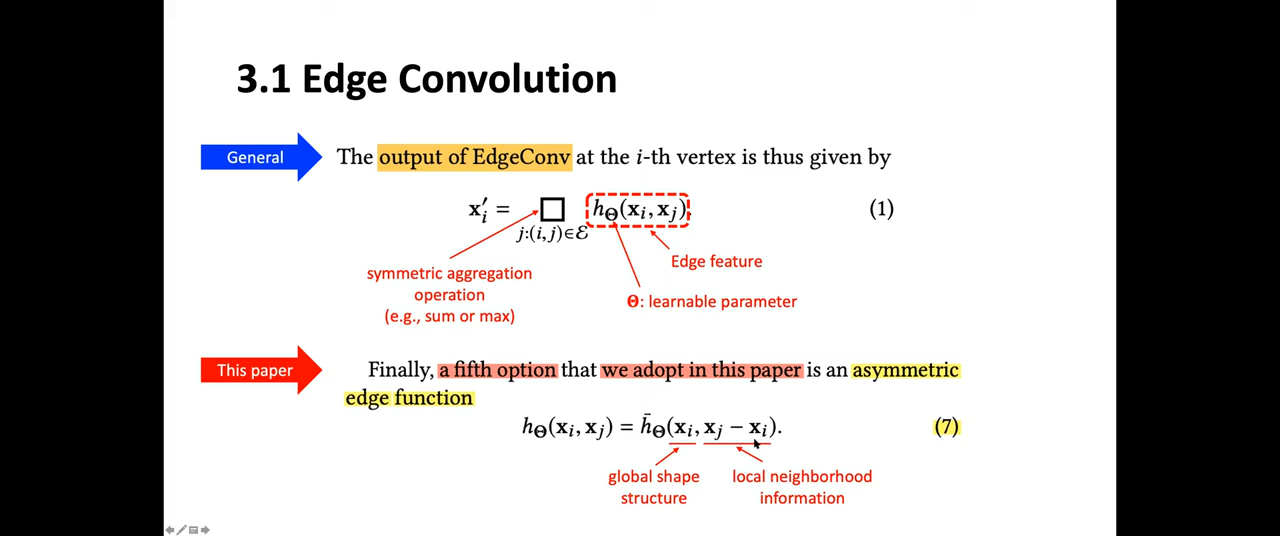 3.1 Edge Convolution
General
The output of EdgeConv at the i-th vertex is thus given by
x′ᵢ = □ hΘ(xᵢ, xⱼ), (1)
j:(i,j)∈ℰ
Edge feature
symmetric aggregation
operation
(e.g., sum or max)
Θ: learnable parameter
This paper
Finally, a fifth option that we adopt in this paper is an asymmetric
edge function
hΘ(xᵢ, xⱼ) = h̄Θ(xᵢ, xⱼ − xᵢ). (7)
global shape
structure
local neighborhood
information